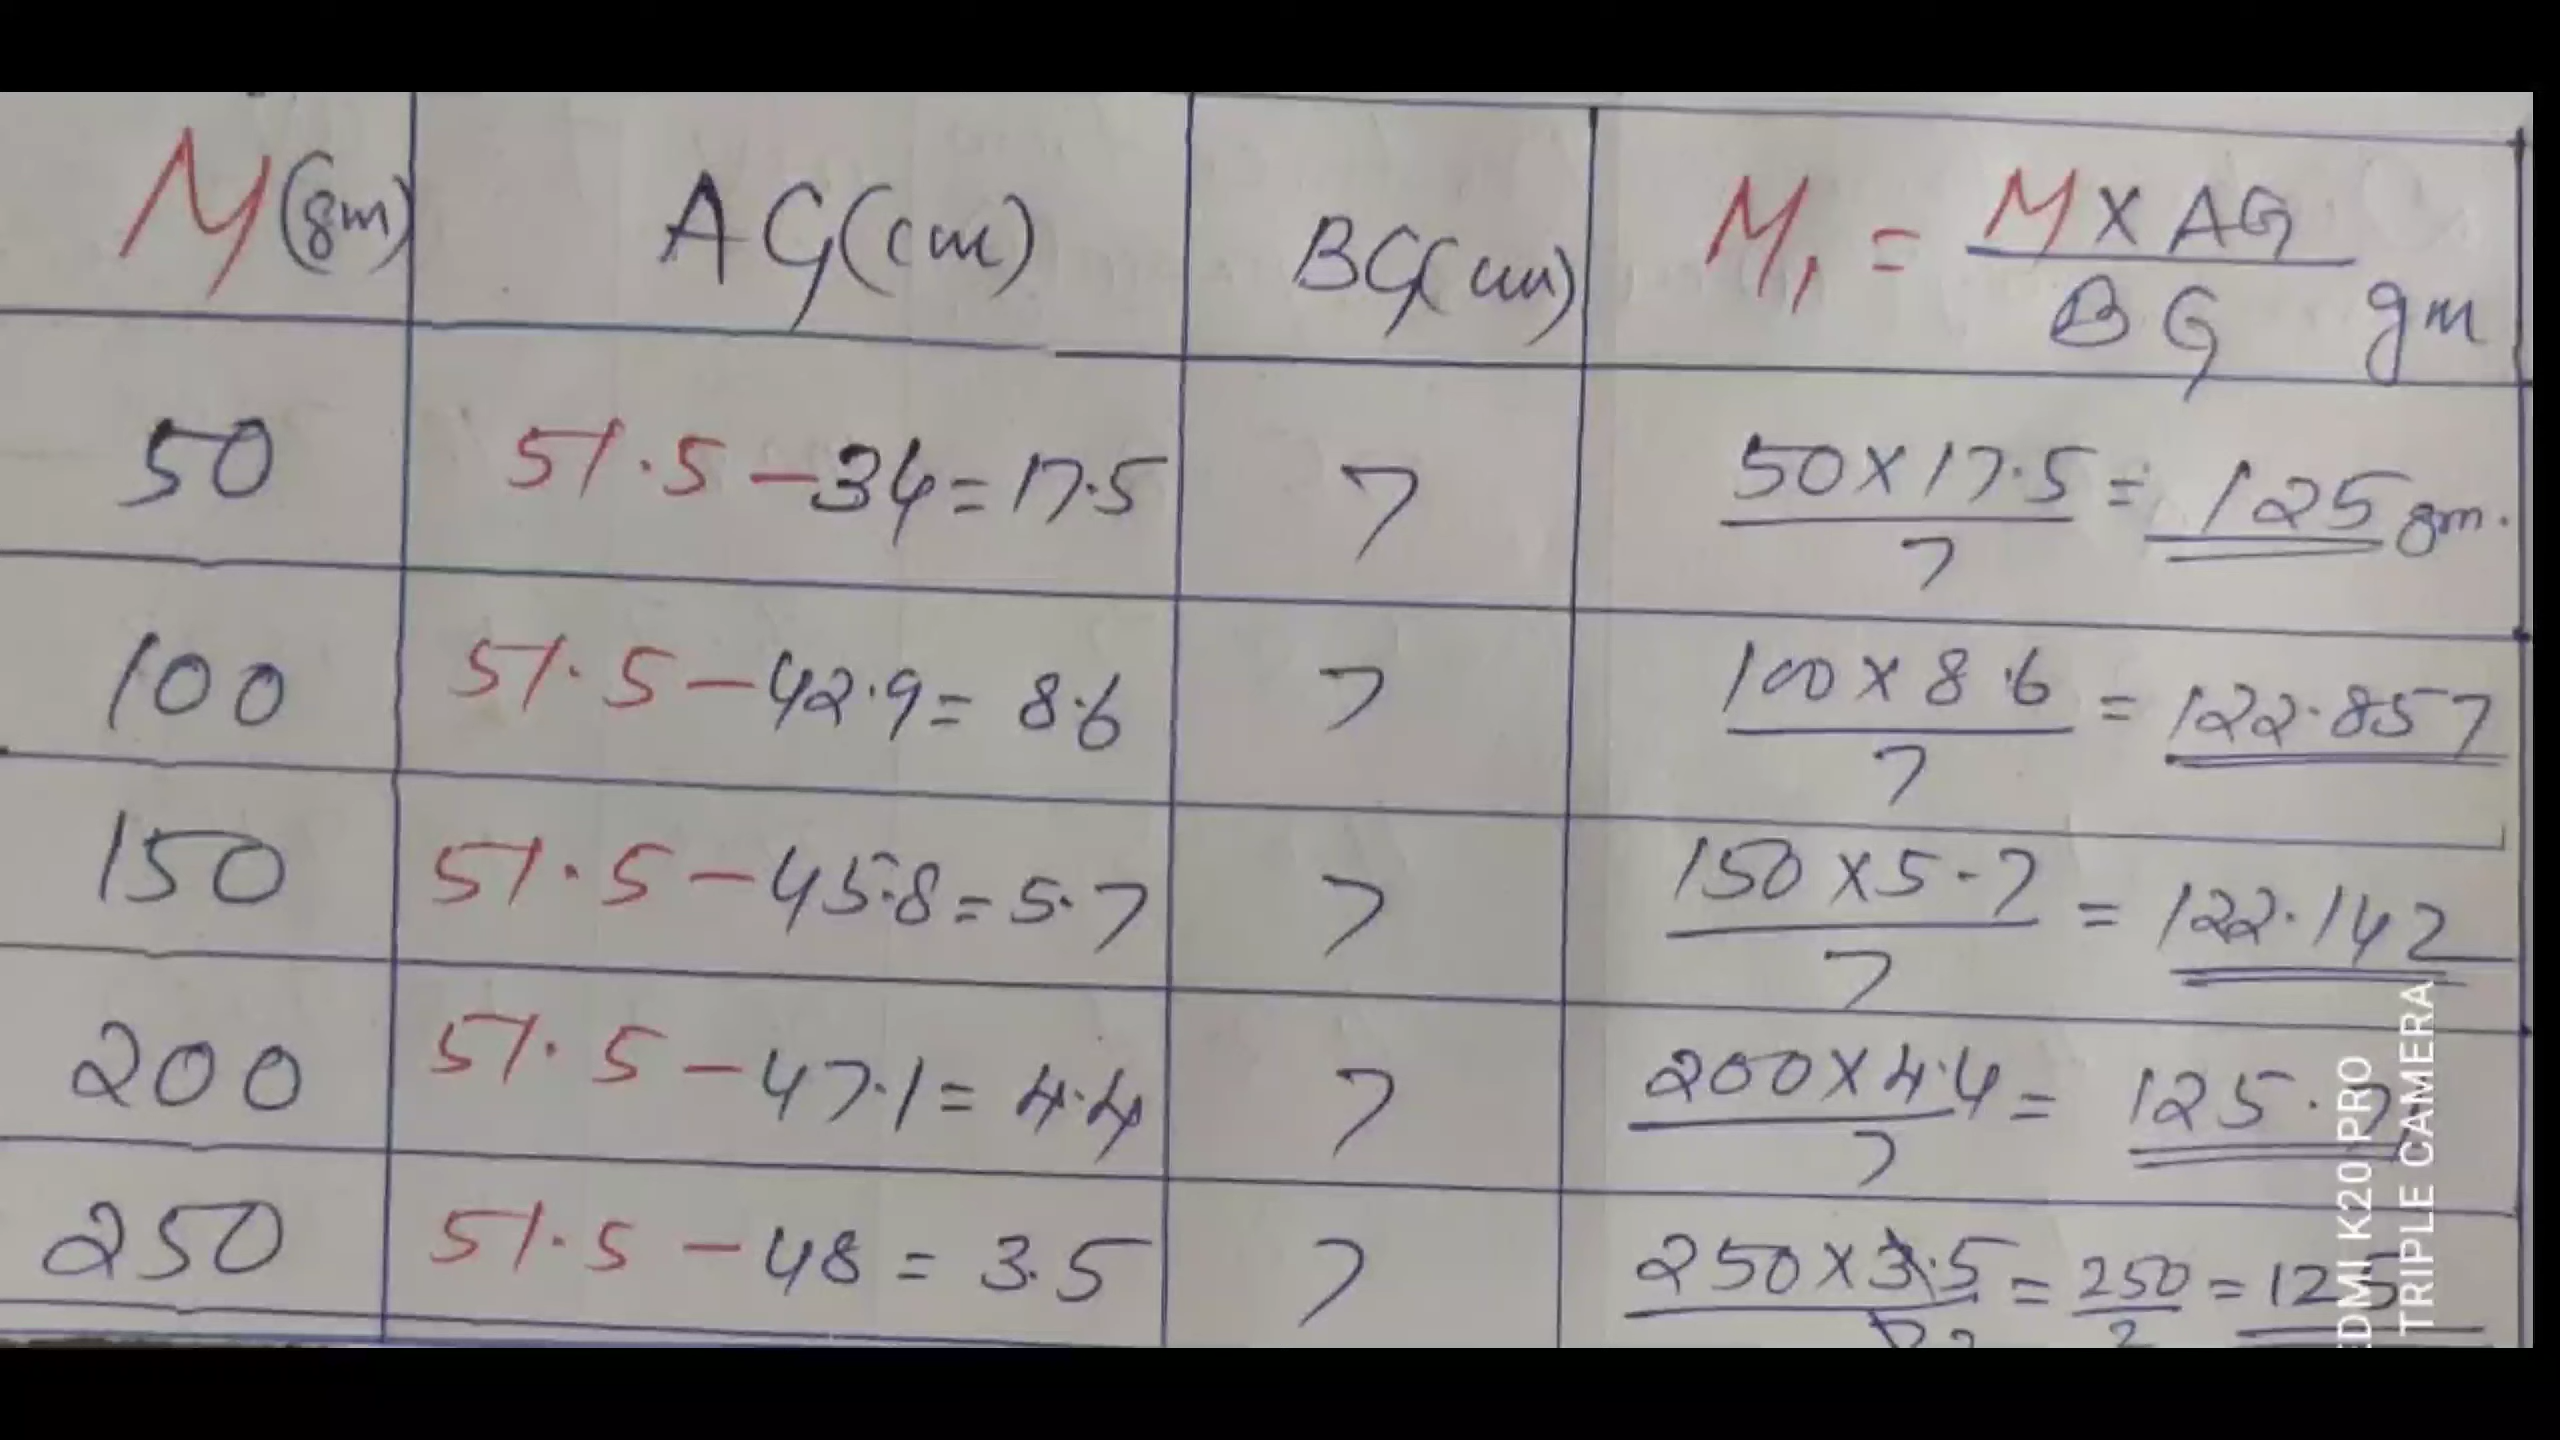 M (gm) AG (cm) BG (cm) M₁ = M X AG / BG gm
50 51.5 – 34 = 17.5 7 50 X 17.5 / 7 = 125 gm.
100 51.5 – 42.9 = 8.6 7 100 X 8.6 / 7 = 122.857
150 51.5 – 45.8 = 5.7 7 150 X 5.7 / 7 = 122.142
200 51.5 – 47.1 = 4.4 7 200 X 4.4 / 7 = 125.7
250 51.5 – 48 = 3.5 7 250 X 3.5 / 7 2 = 250 / 2 = 125
EDMI K20 PRO
TRIPLE CAMERA